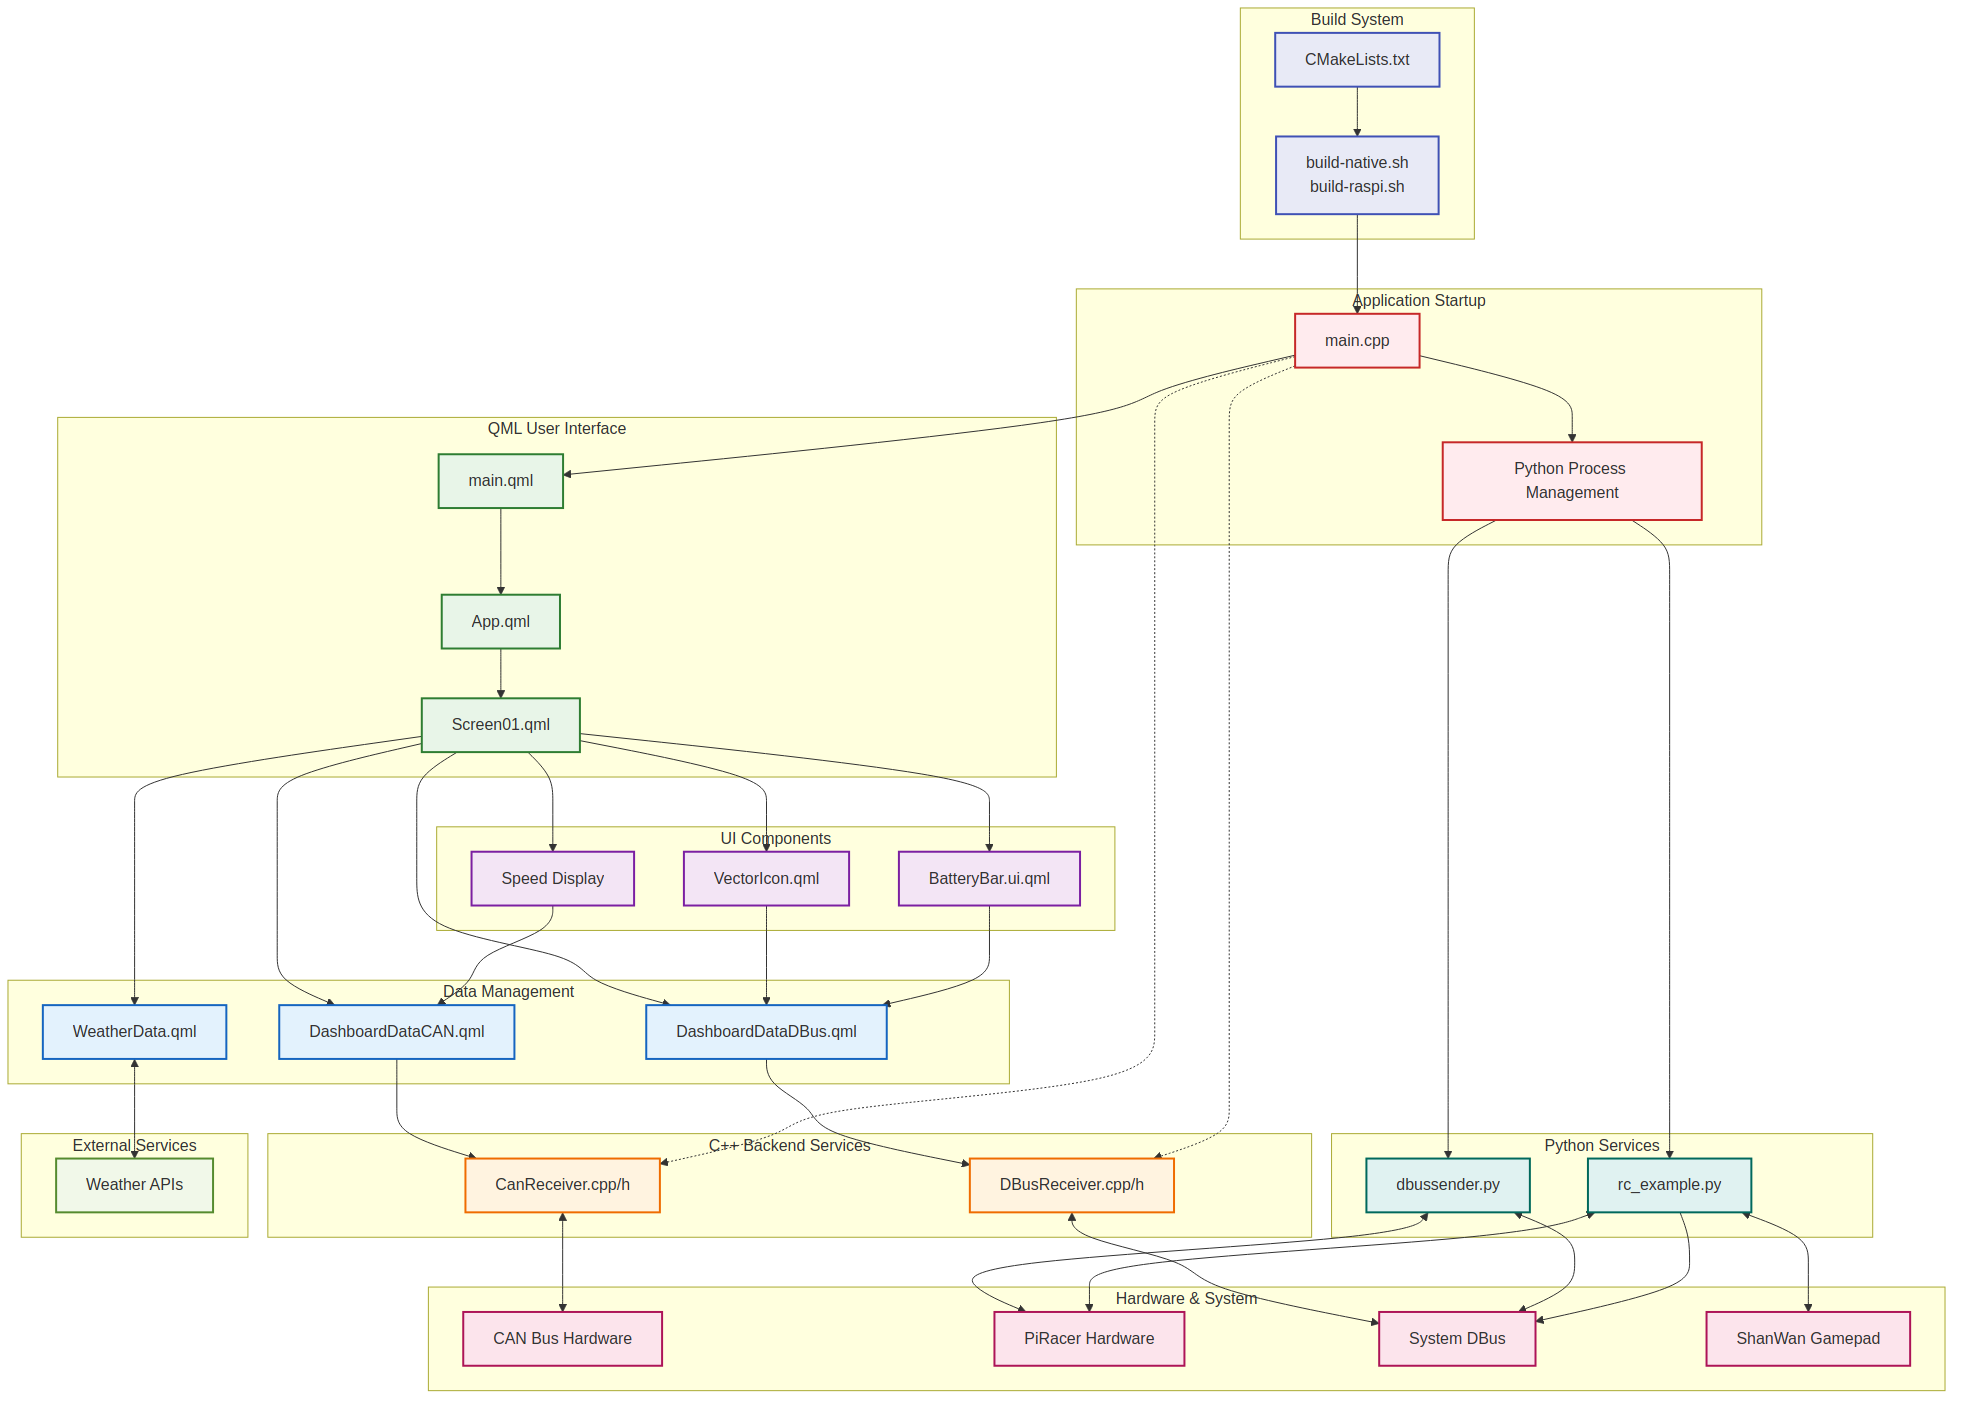 Build System
CMakeLists.txt
build-native.sh
build-raspi.sh
Application Startup
main.cpp
QML User Interface
main.qml
Python Process
Management
App.qml
Screen01.qml
UI Components
Speed Display
VectorIcon.qml
BatteryBar.ui.qml
Data Management
WeatherData.qml
DashboardDataCAN.qml
DashboardDataDBus.qml
External Services
C++ Backend Services
Python Services
Weather APIs
CanReceiver.cpp/h
DBusReceiver.cpp/h
dbussender.py
rc_example.py
Hardware & System
CAN Bus Hardware
PiRacer Hardware
System DBus
ShanWan Gamepad